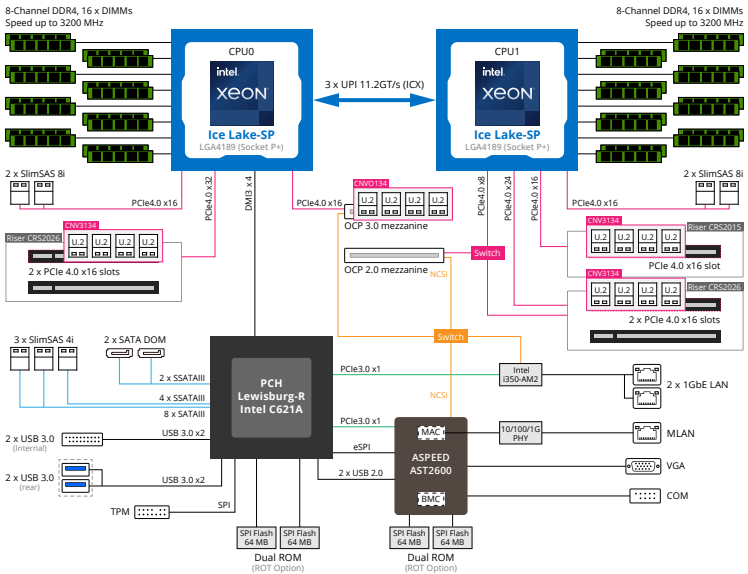 8-Channel DDR4, 16 x DIMMs
Speed up to 3200 MHz
8-Channel DDR4, 16 x DIMMs
Speed up to 3200 MHz
CPU0
intel.
XEON
Ice Lake-SP
LGA4189 (Socket P+)
3 x UPI 11.2GT/s (ICX)
CPU1
intel.
XEON
Ice Lake-SP
LGA4189 (Socket P+)
2 x SlimSAS 8i
PCIe4.0 x16
PCIe4.0 x32
DMI3 x 4
PCIe4.0 x16
CNVO134
U.2 U.2 U.2 U.2
OCP 3.0 mezzanine
OCP 2.0 mezzanine
PCIe4.0 x8
PCIe4.0 x24
PCIe4.0 x16
PCIe4.0 x16
2 x SlimSAS 8i
CNV3134
Riser CRS2026
U.2 U.2 U.2 U.2
2 x PCIe 4.0 x16 slots
Switch
NCSI
CNV3134
Riser CRS2015
U.2 U.2 U.2 U.2
PCIe 4.0 x16 slot
CNV3134
Riser CRS2026
U.2 U.2 U.2 U.2
2 x PCIe 4.0 x16 slots
Switch
3 x SlimSAS 4i
2 x SATA DOM
2 x SSATAIII
4 x SSATAIII
8 x SATAIII
PCH
Lewisburg-R
Intel C621A
PCIe3.0 x1
Intel
i350-AM2
2 x 1GbE LAN
NCSI
PCIe3.0 x1
2 x USB 3.0
(Internal)
USB 3.0 x2
eSPI
MAC
10/100/1G
PHY
MLAN
ASPEED
AST2600
2 x USB 3.0
(rear)
USB 3.0 x2
2 x USB 2.0
VGA
BMC
COM
TPM
SPI
SPI Flash
64 MB
SPI Flash
64 MB
Dual ROM
(ROT Option)
SPI Flash
64 MB
SPI Flash
64 MB
Dual ROM
(ROT Option)